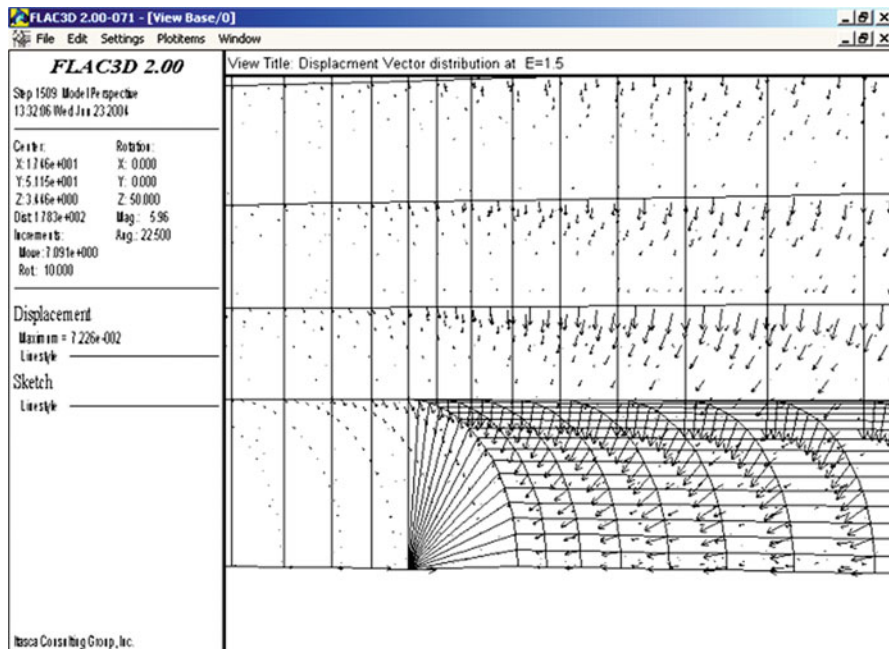 FLAC3D 2.00-071 - [View Base/0]
File Edit Settings Plotitems Window
FLAC3D 2.00
Step 1509 Model Perspective
13:32:06 Wed Jun 23 2004
Center: Rotation:
X: 1.746e+001 X: 0.000
Y: 5.115e+001 Y: 0.000
Z: 3.446e+000 Z: 50.000
Dist: 1.783e+002 Mag.: 5.96
Increments: Ang.: 22.500
Move: 7.091e+000
Rot.: 10.000
Displacement
Maximum = 7.226e-002
Linestyle
Sketch
Linestyle
Itasca Consulting Group, Inc.
View Title: Displacment Vector distribution at E=1.5